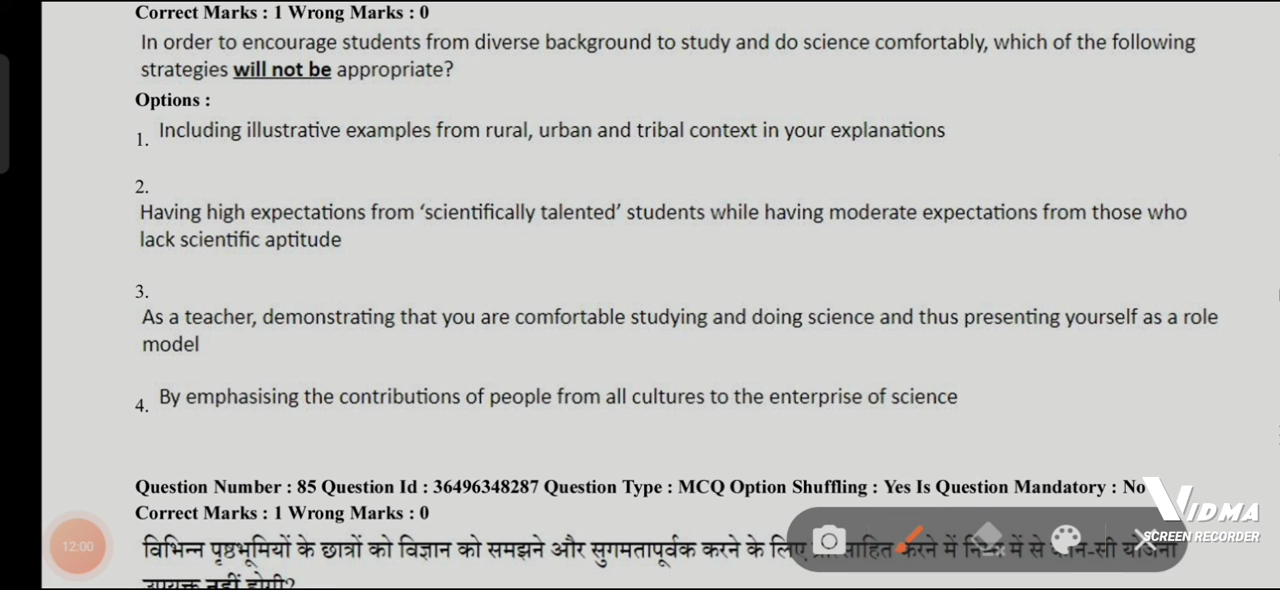 Correct Marks : 1 Wrong Marks : 0
In order to encourage students from diverse background to study and do science comfortably, which of the following
strategies will not be appropriate?
Options :
1. Including illustrative examples from rural, urban and tribal context in your explanations
2.
Having high expectations from ‘scientifically talented’ students while having moderate expectations from those who
lack scientific aptitude
3.
As a teacher, demonstrating that you are comfortable studying and doing science and thus presenting yourself as a role
model
4. By emphasising the contributions of people from all cultures to the enterprise of science
Question Number : 85 Question Id : 36496348287 Question Type : MCQ Option Shuffling : Yes Is Question Mandatory : No
Correct Marks : 1 Wrong Marks : 0
VIDMA
SCREEN RECORDER
12:00
विभिन्न पृष्ठभूमियों के छात्रों को विज्ञान को समझने और सुगमतापूर्वक करने के लिए करने में में से योजना